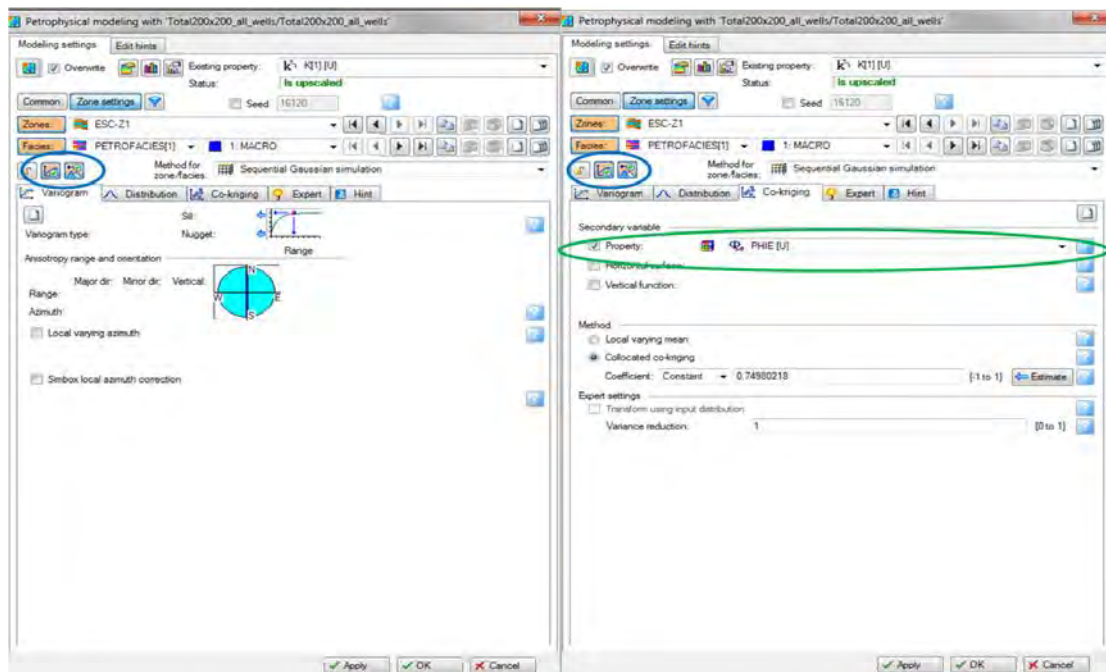 Petrophysical modeling with 'Total200x200_all_wells/Total200x200_all_wells'
Modeling settings Edit hints
Overwrite Existing property: K[1] [U]
Status: Is upscaled
Common Zone settings Seed 16120
Zones: ESC-Z1
Facies: PETROFACIES[1] 1: MACRO
Method for zone/facies: Sequential Gaussian simulation
Variogram Distribution Co-kriging Expert Hint
Sill:
Variogram type: Nugget:
Range
Anisotropy range and orientation
Major dir: Minor dir: Vertical:
N
Range: W E
Azimuth: S
Local varying azimuth
Simbox local azimuth correction
Apply OK Cancel
Petrophysical modeling with 'Total200x200_all_wells/Total200x200_all_wells'
Modeling settings Edit hints
Overwrite Existing property: K[1] [U]
Status: Is upscaled
Common Zone settings Seed 16120
Zones: ESC-Z1
Facies: PETROFACIES[1] 1: MACRO
Method for zone/facies: Sequential Gaussian simulation
Variogram Distribution Co-kriging Expert Hint
Secondary variable
Property: PHIE [U]
Horizontal surface:
Vertical function:
Method
Local varying mean
Collocated co-kriging
Coefficient: Constant 0.74980218 [-1 to 1] Estimate
Expert settings
Transform using input distribution
Variance reduction: 1 [0 to 1]
Apply OK Cancel